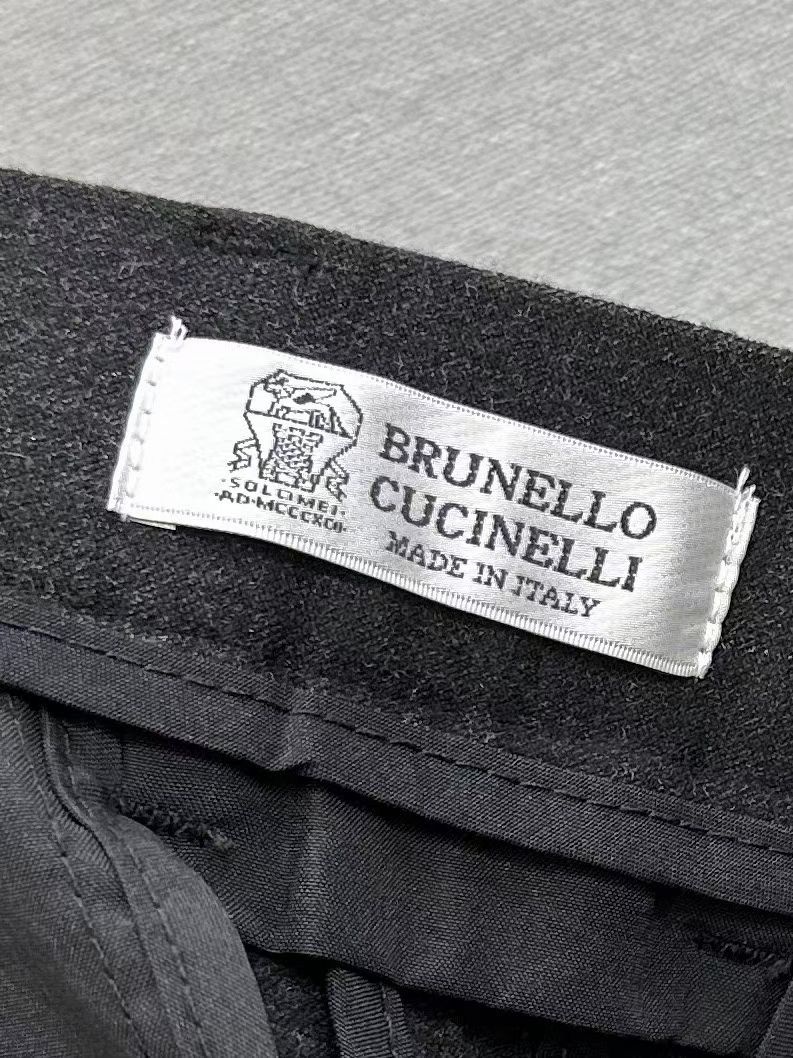 ·SOLOMEI·
·AD·MCCCXCI·
BRUNELLO
CUCINELLI
MADE IN ITALY